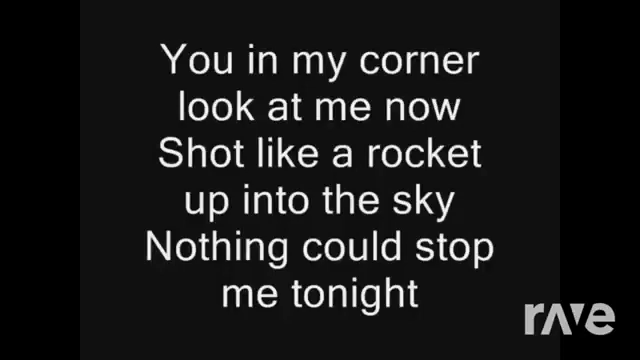 You in my corner
look at me now
Shot like a rocket
up into the sky
Nothing could stop
me tonight
rave